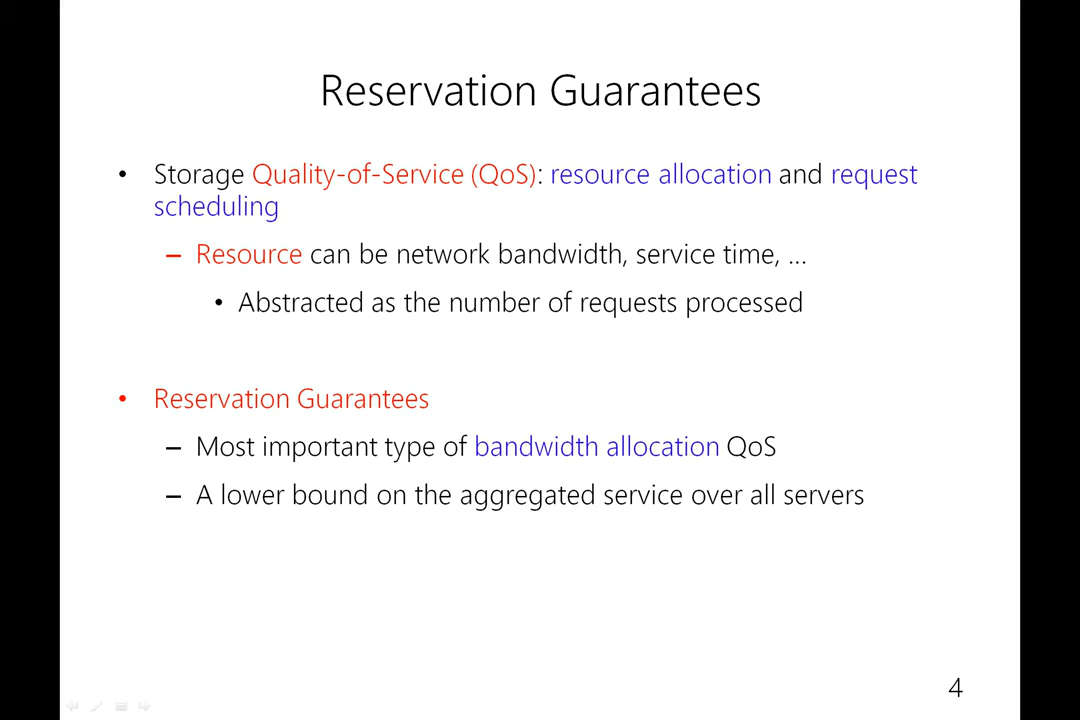 Reservation Guarantees
• Storage Quality-of-Service (QoS): resource allocation and request
scheduling
– Resource can be network bandwidth, service time, ...
• Abstracted as the number of requests processed
• Reservation Guarantees
– Most important type of bandwidth allocation QoS
– A lower bound on the aggregated service over all servers
4